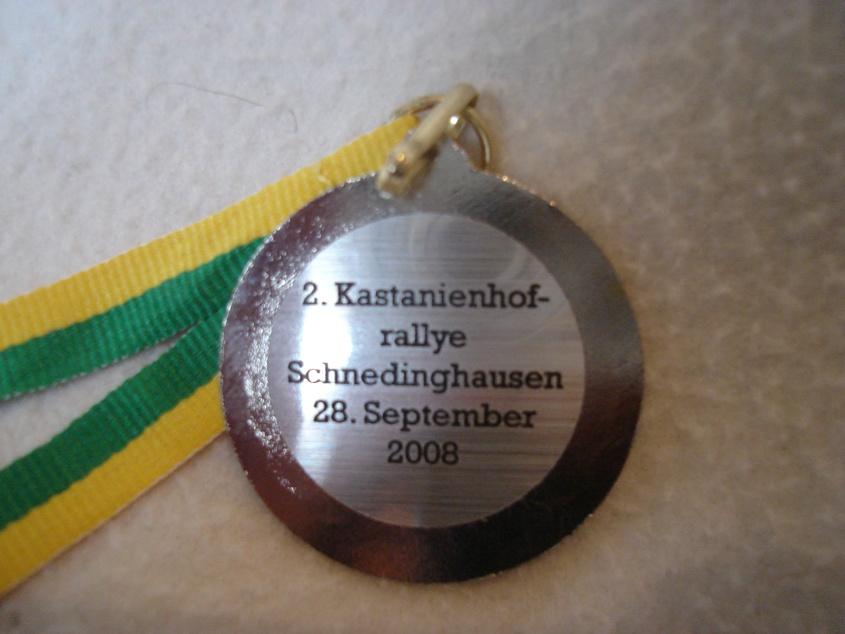 2. Kastanienhof-
rallye
Schnedinghausen
28. September
2008